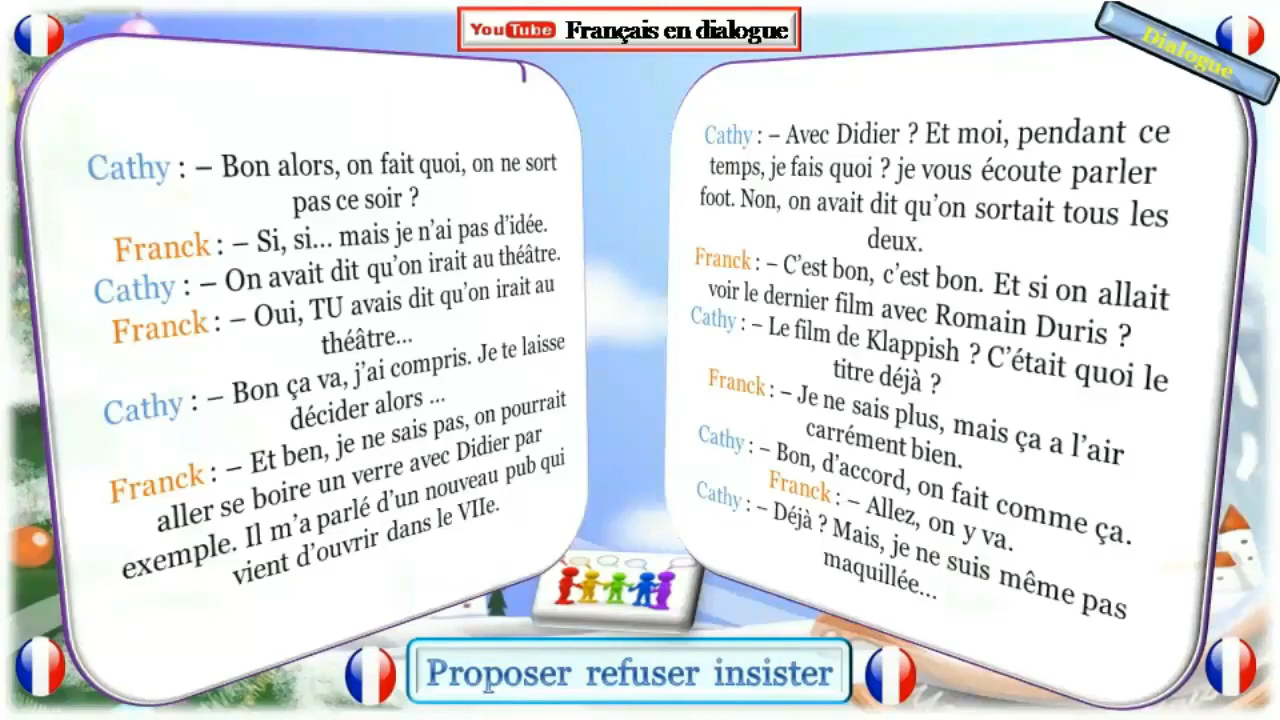 YouTube Français en dialogue
Dialogue
Cathy : – Bon alors, on fait quoi, on ne sort
pas ce soir ?
Franck : – Si, si... mais je n'ai pas d'idée.
Cathy : – On avait dit qu'on irait au théâtre.
Franck : – Oui, TU avais dit qu'on irait au
théâtre...
Cathy : – Bon ça va, j'ai compris. Je te laisse
décider alors ...
Franck : – Et ben, je ne sais pas, on pourrait
aller se boire un verre avec Didier par
exemple. Il m'a parlé d'un nouveau pub qui
vient d'ouvrir dans le VIIe.
Cathy : – Avec Didier ? Et moi, pendant ce
temps, je fais quoi ? je vous écoute parler
foot. Non, on avait dit qu'on sortait tous les
deux.
Franck : – C'est bon, c'est bon. Et si on allait
voir le dernier film avec Romain Duris ?
Cathy : – Le film de Klappish ? C'était quoi le
titre déjà ?
Franck : – Je ne sais plus, mais ça a l'air
carrément bien.
Cathy : – Bon, d'accord, on fait comme ça.
Franck : – Allez, on y va.
Cathy : – Déjà ? Mais, je ne suis même pas
maquillée...
Proposer refuser insister